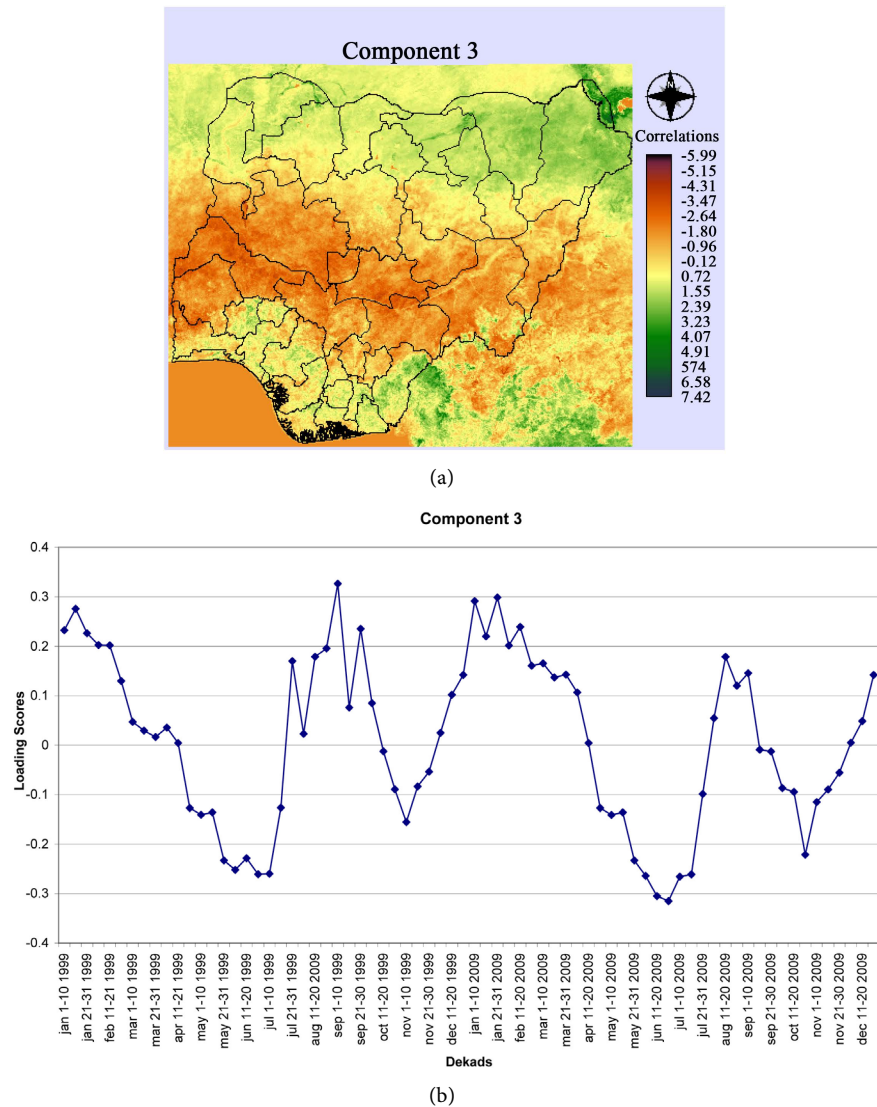 Component 3
Correlations
-5.99
-5.15
-4.31
-3.47
-2.64
-1.80
-0.96
-0.12
0.72
1.55
2.39
3.23
4.07
4.91
574
6.58
7.42
(a)
Component 3
0.4
0.3
0.2
0.1
0
-0.1
-0.2
-0.3
-0.4
Loading Scores
jan 1-10 1999
jan 21-31 1999
feb 11-21 1999
mar 1-10 1999
mar 21-31 1999
apr 11-21 1999
may 1-10 1999
may 21-31 1999
jun 11-20 1999
jul 1-10 1999
jul 21-31 1999
aug 11-20 2009
sep 1-10 1999
sep 21-30 1999
oct 11-20 1999
nov 1-10 1999
nov 21-30 1999
dec 11-20 1999
jan 1-10 2009
jan 21-31 2009
feb 11-20 2009
mar 1-10 2009
mar 21-31 2009
apr 11-20 2009
may 1-10 2009
may 21-31 2009
jun 11-20 2009
jul 1-10 2009
jul 21-31 2009
aug 11-20 2009
sep 1-10 2009
sep 21-30 2009
oct 11-20 2009
nov 1-10 2009
nov 21-30 2009
dec 11-20 2009
Dekads
(b)